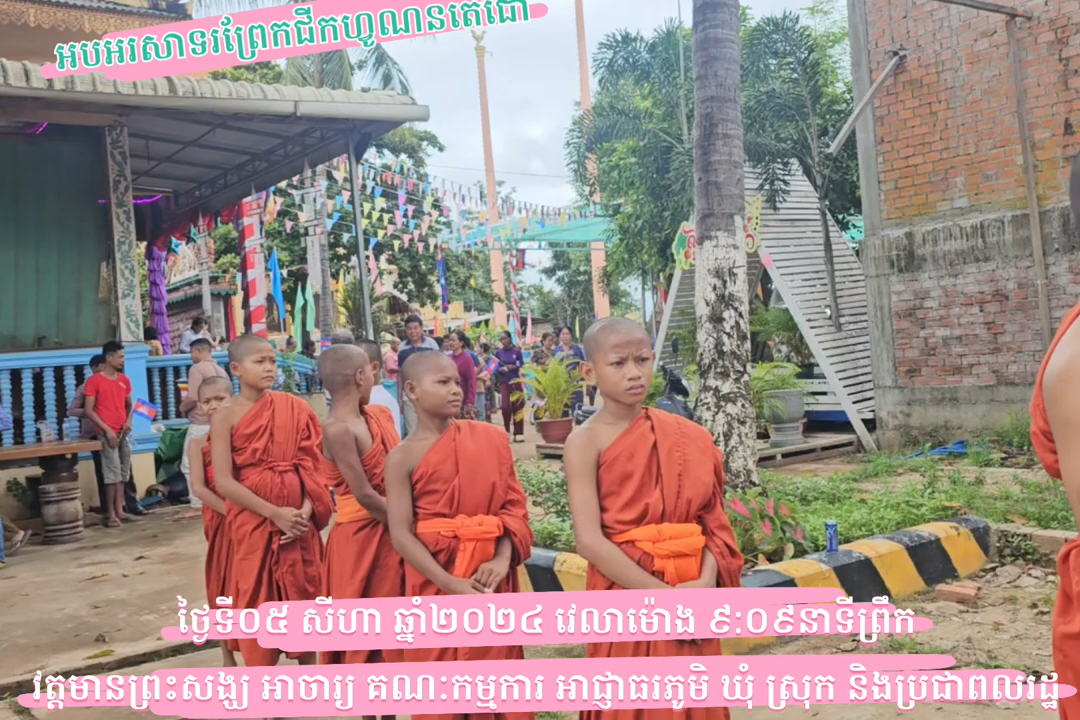 អបអរសាទរព្រែកជីកហ្វូណនតេជោ
ថ្ងៃទី០៥ សីហា ឆ្នាំ២០២៤ វេលាម៉ោង ៩:០៩នាទីព្រឹក
វត្តមានព្រះសង្ឃ អាចារ្យ គណៈកម្មការ អាជ្ញាធរភូមិ ឃុំ ស្រុក និងប្រជាពលរដ្ឋ